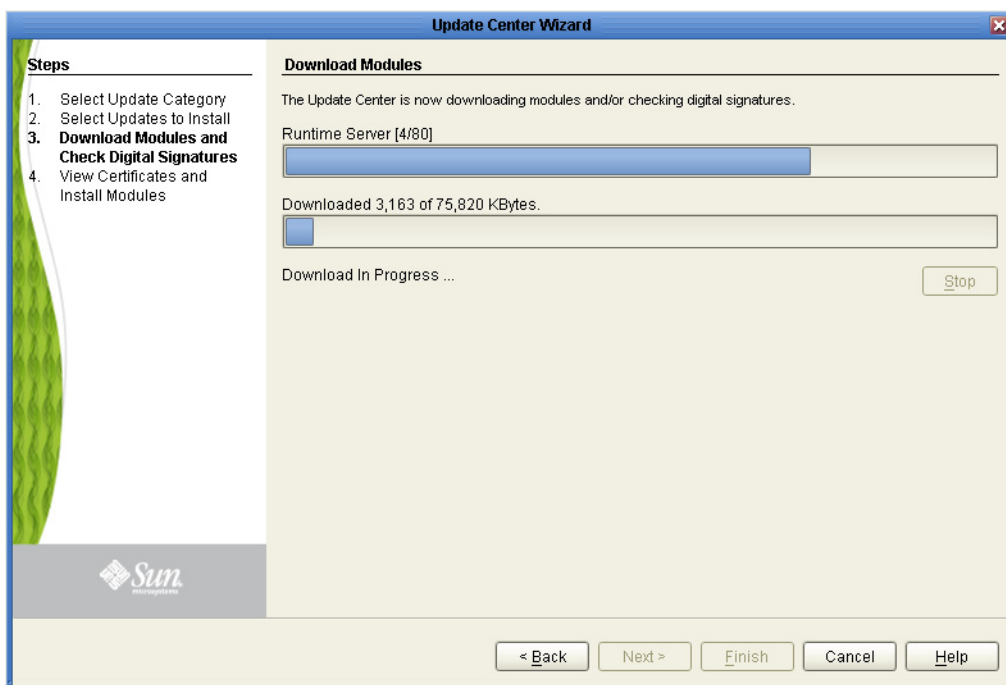 Update Center Wizard
Steps
1. Select Update Category
2. Select Updates to Install
3. Download Modules and
Check Digital Signatures
4. View Certificates and
Install Modules
Sun
microsystems
Download Modules
The Update Center is now downloading modules and/or checking digital signatures.
Runtime Server [4/80]
Downloaded 3,163 of 75,820 KBytes.
Download In Progress ...
Stop
< Back
Next >
Finish
Cancel
Help